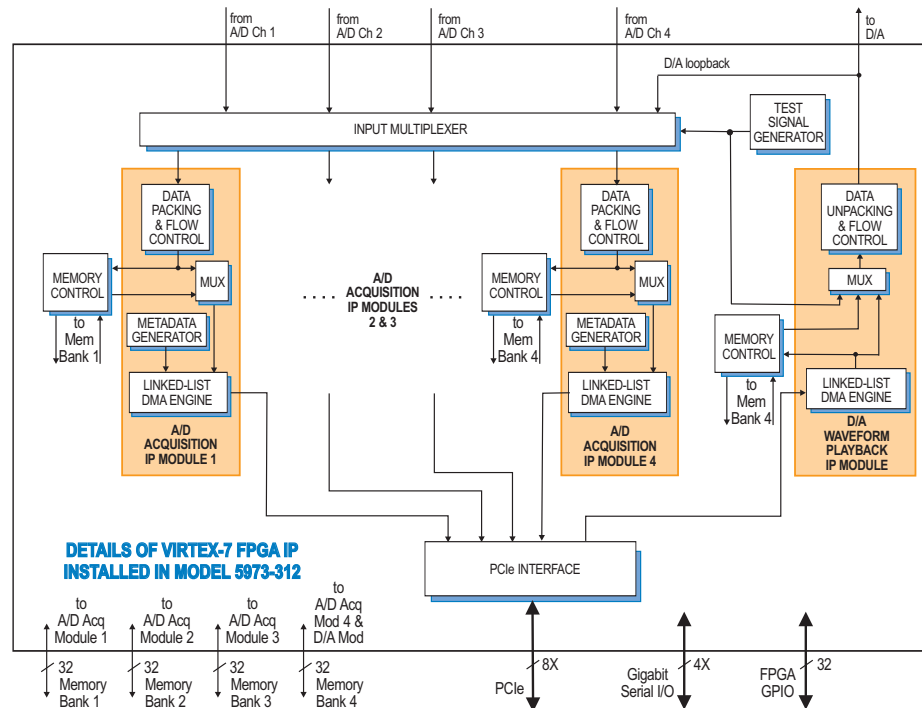 from
A/D Ch 1
from
A/D Ch 2
from
A/D Ch 3
from
A/D Ch 4
to
D/A
D/A loopback
INPUT MULTIPLEXER
TEST
SIGNAL
GENERATOR
DATA
PACKING
& FLOW
CONTROL
MEMORY
CONTROL
MUX
to
Mem
Bank 1
METADATA
GENERATOR
LINKED-LIST
DMA ENGINE
A/D
ACQUISITION
IP MODULE 1
. . . .
A/D
ACQUISITION
IP MODULES
2 & 3
. . . .
DATA
PACKING
& FLOW
CONTROL
MEMORY
CONTROL
MUX
to
Mem
Bank 4
METADATA
GENERATOR
LINKED-LIST
DMA ENGINE
A/D
ACQUISITION
IP MODULE 4
DATA
UNPACKING
& FLOW
CONTROL
MUX
MEMORY
CONTROL
to
Mem
Bank 4
LINKED-LIST
DMA ENGINE
D/A
WAVEFORM
PLAYBACK
IP MODULE
DETAILS OF VIRTEX-7 FPGA IP
INSTALLED IN MODEL 5973-312
PCIe INTERFACE
to
A/D Acq
Module 1
to
A/D Acq
Module 2
to
A/D Acq
Module 3
to
A/D Acq
Mod 4 &
D/A Mod
32
Memory
Bank 1
32
Memory
Bank 2
32
Memory
Bank 3
32
Memory
Bank 4
8X
PCIe
4X
Gigabit
Serial I/O
32
FPGA
GPIO